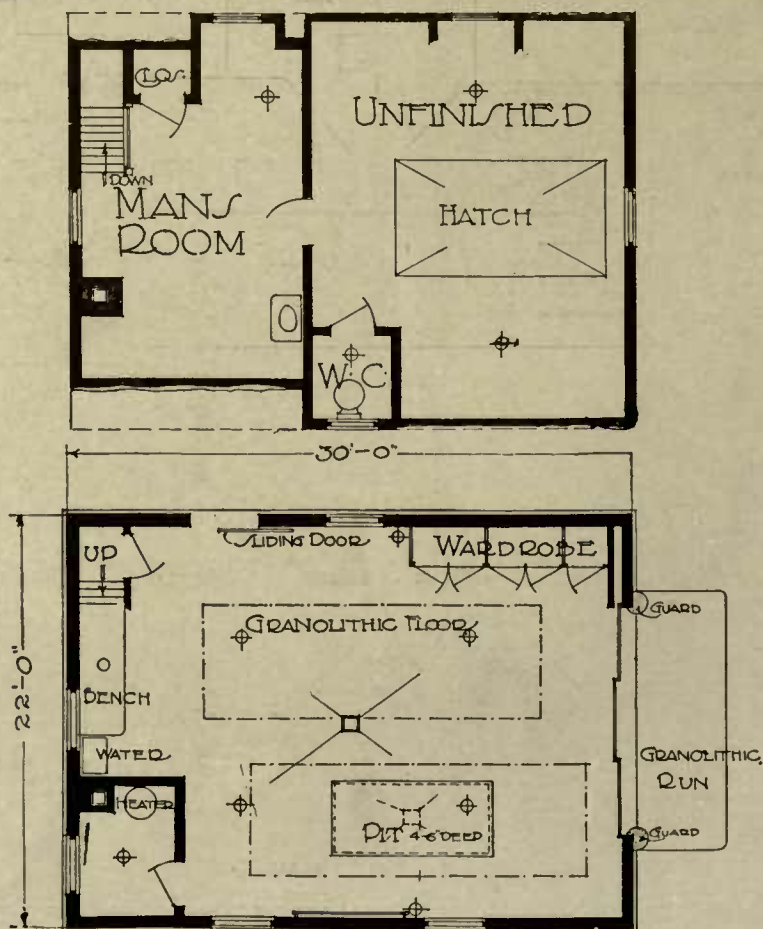 CLOS.
UNFINISHED
DOWN
MANS
ROOM
HATCH
W.C.
30'-0"
UP
SLIDING DOOR
WARDROBE
GUARD
GRANOLITHIC FLOOR
22'-0"
BENCH
WATER
GRANOLITHIC
RUN
HEATER
PIT 4-6" DEEP
GUARD